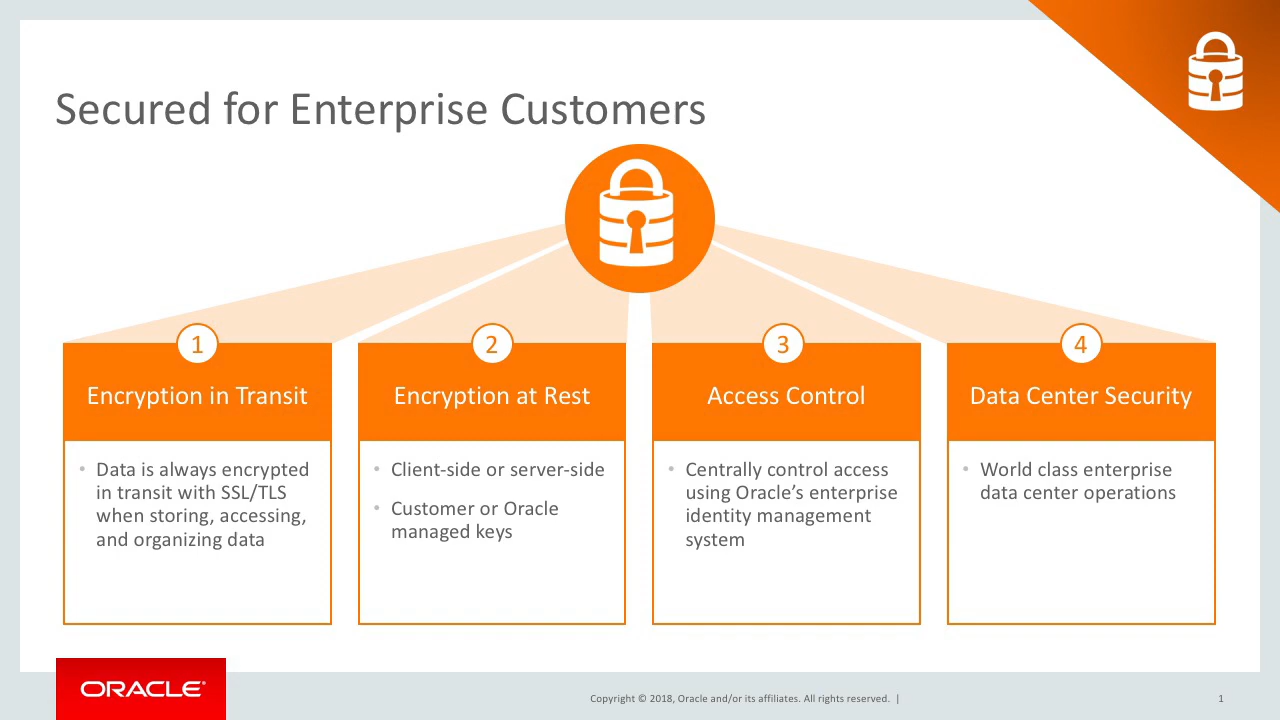 Secured for Enterprise Customers
1
Encryption in Transit
• Data is always encrypted
in transit with SSL/TLS
when storing, accessing,
and organizing data
2
Encryption at Rest
• Client-side or server-side
• Customer or Oracle
managed keys
3
Access Control
• Centrally control access
using Oracle’s enterprise
identity management
system
4
Data Center Security
• World class enterprise
data center operations
ORACLE®
Copyright © 2018, Oracle and/or its affiliates. All rights reserved. |
1